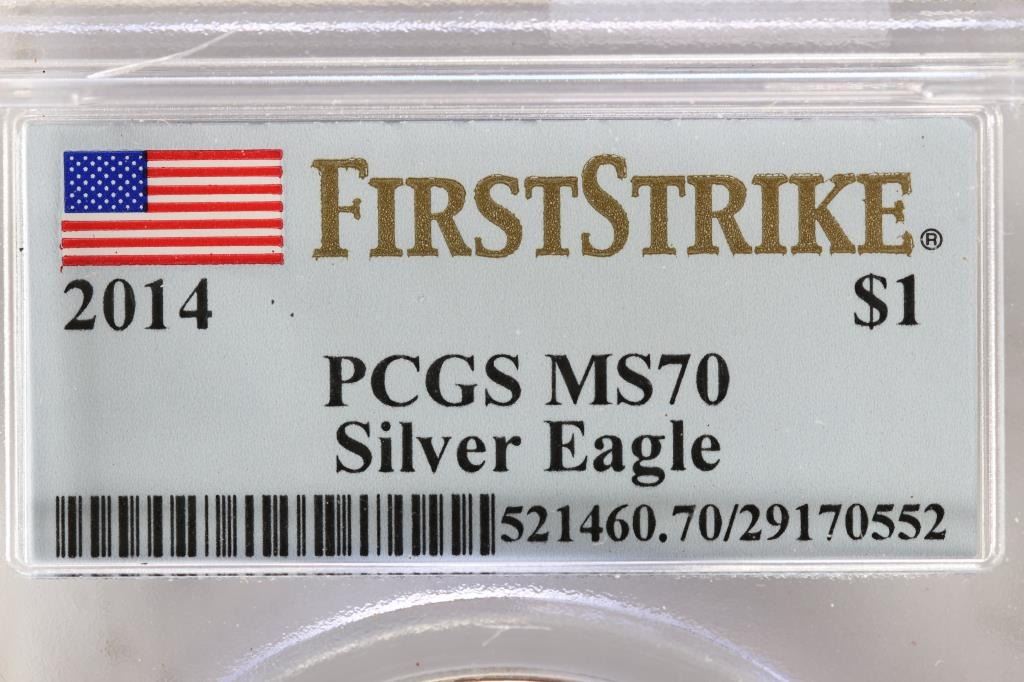 FIRSTSTRIKE®
2014 $1
PCGS MS70
Silver Eagle
521460.70/29170552